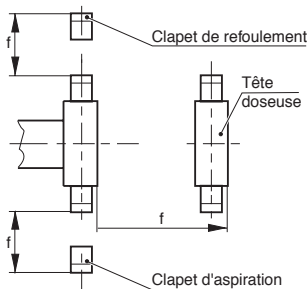 Clapet de refoulement
f
Tête
doseuse
f
f
Clapet d'aspiration